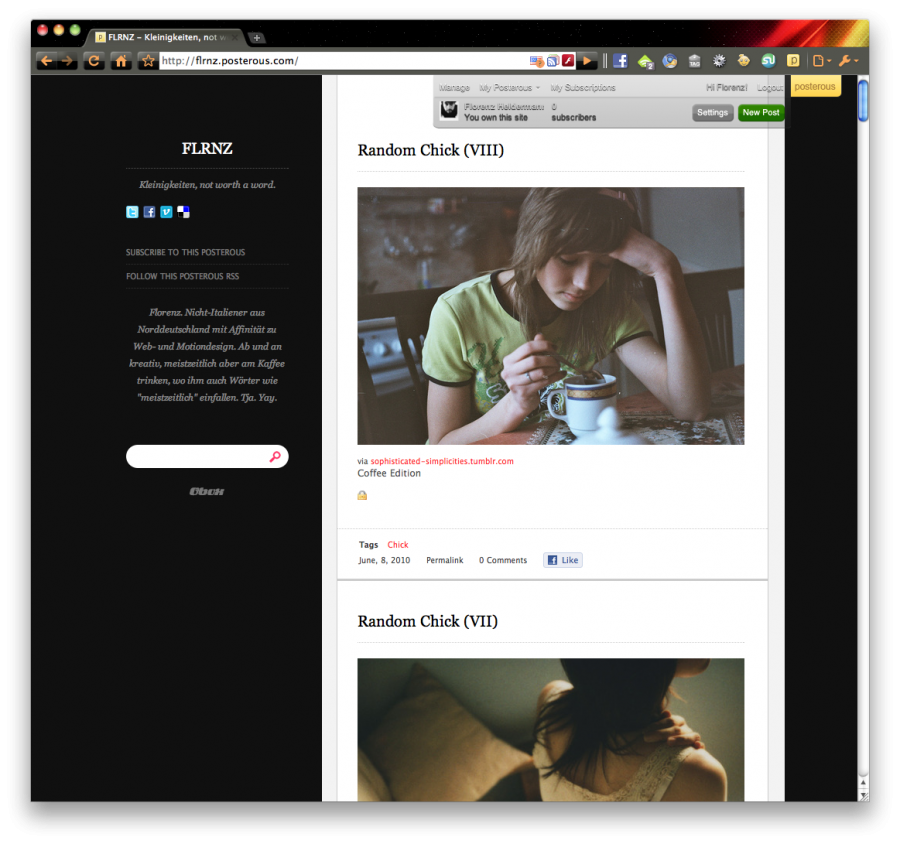 FLRNZ – Kleinigkeiten, not w
http://flrnz.posterous.com/
Manage My Posterous My Subscriptions Hi Florenz! Logout
posterous
You own this site
0
subscribers
Settings
New Post
FLRNZ
Kleinigkeiten, not worth a word.
SUBSCRIBE TO THIS POSTEROUS
FOLLOW THIS POSTEROUS RSS
Florenz. Nicht-Italiener aus
Norddeutschland mit Affinität zu
Web- und Motiondesign. Ab und an
kreativ, meistzeitlich aber am Kaffee
trinken, wo ihm auch Wörter wie
"meistzeitlich" einfallen. Tja. Yay.
Obox
Random Chick (VIII)
via sophisticated-simplicities.tumblr.com
Coffee Edition
Tags Chick
June, 8, 2010 Permalink 0 Comments Like
Random Chick (VII)